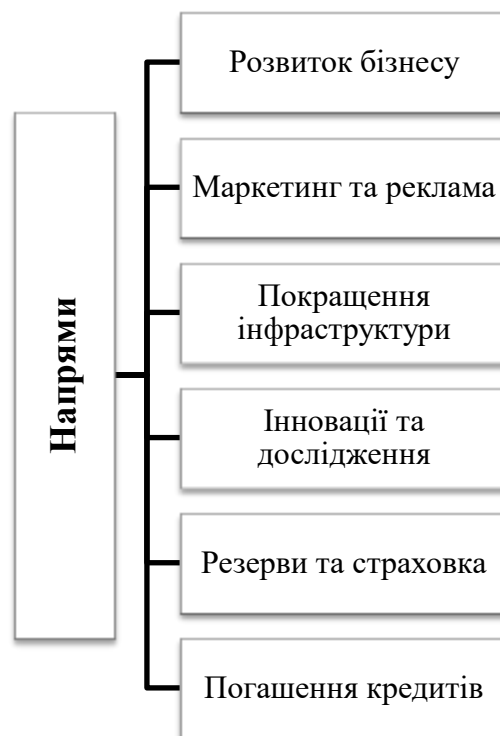 Напрями
Розвиток бізнесу
Маркетинг та реклама
Покращення
інфраструктури
Інновації та
дослідження
Резерви та страховка
Погашення кредитів